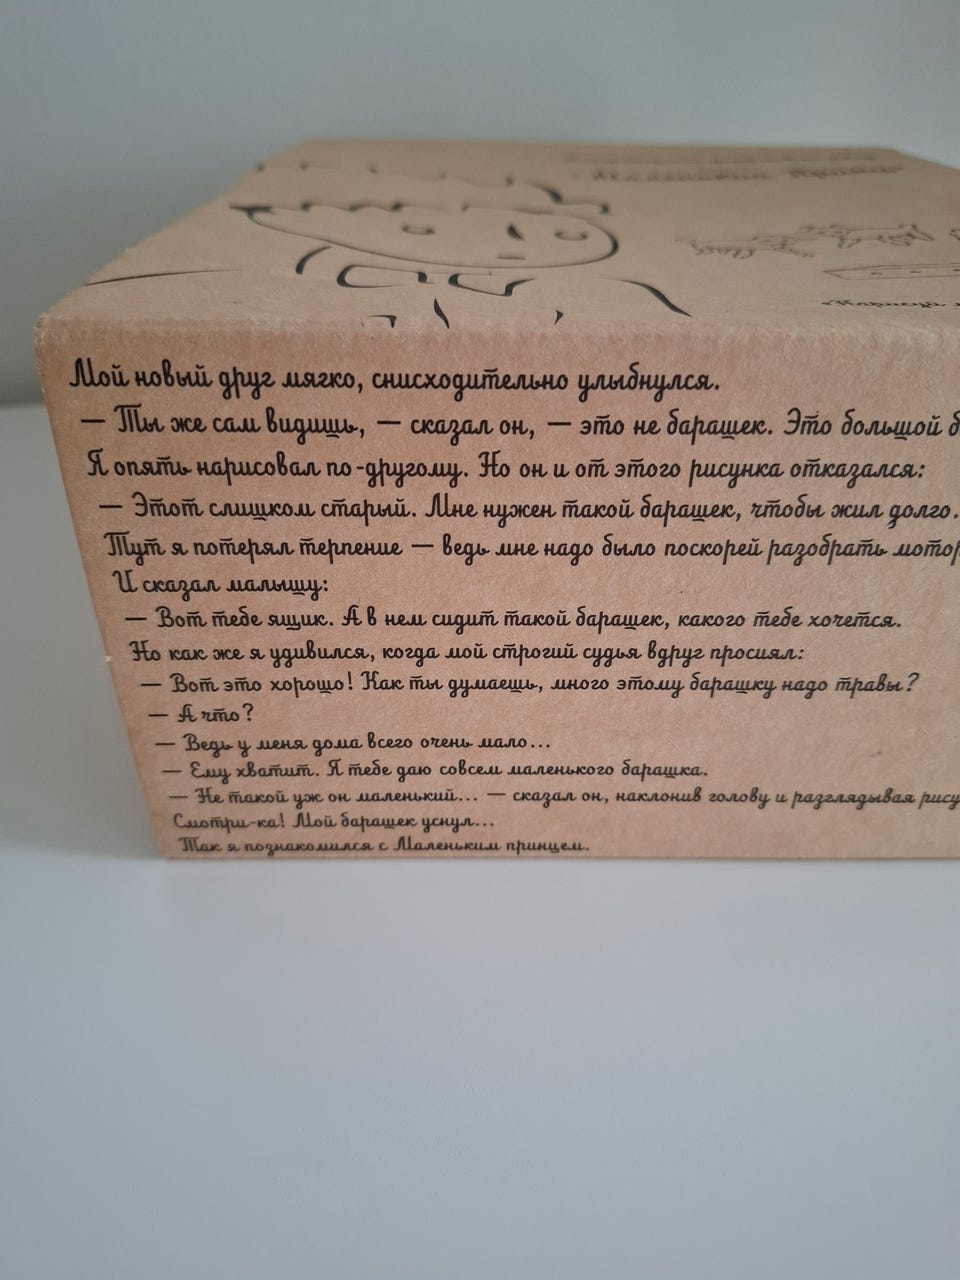 Маленький Принц
«Нарисуй
Мой новый друг мягко, снисходительно улыбнулся.
— Ты же сам видишь, — сказал он, — это не барашек. Это большой б
Я опять нарисовал по-другому. Но он и от этого рисунка отказался:
— Этот слишком старый. Мне нужен такой барашек, чтобы жил долго.
Тут я потерял терпение — ведь мне надо было поскорей разобрать мотор
И сказал малышу:
— Вот тебе ящик. А в нем сидит такой барашек, какого тебе хочется.
Но как же я удивился, когда мой строгий судья вдруг просиял:
— Вот это хорошо! Как ты думаешь, много этому барашку надо травы?
— А что?
— Ведь у меня дома всего очень мало...
— Ему хватит. Я тебе даю совсем маленького барашка.
— Не такой уж он маленький... — сказал он, наклонив голову и разглядывая рису
Смотри-ка! Мой барашек уснул...
Так я познакомился с Маленьким принцем.